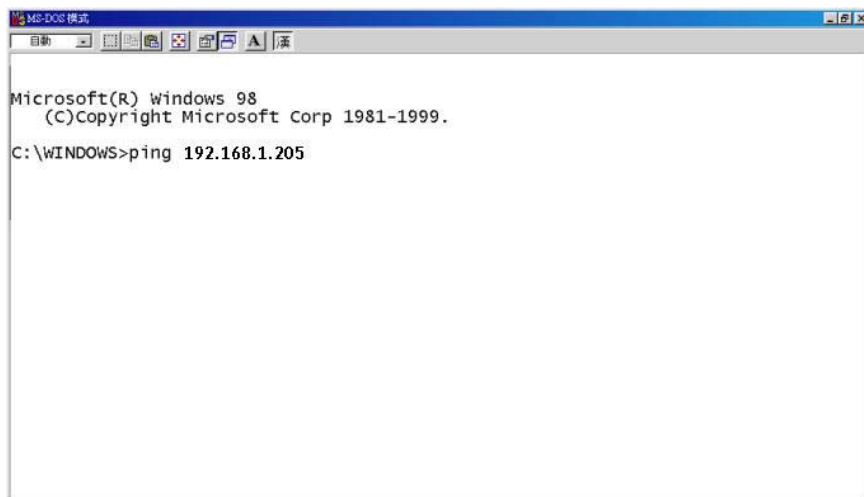 MS-DOS 模式
自動
A 漢
Microsoft(R) Windows 98
(C)Copyright Microsoft Corp 1981-1999.
C:\WINDOWS>ping 192.168.1.205